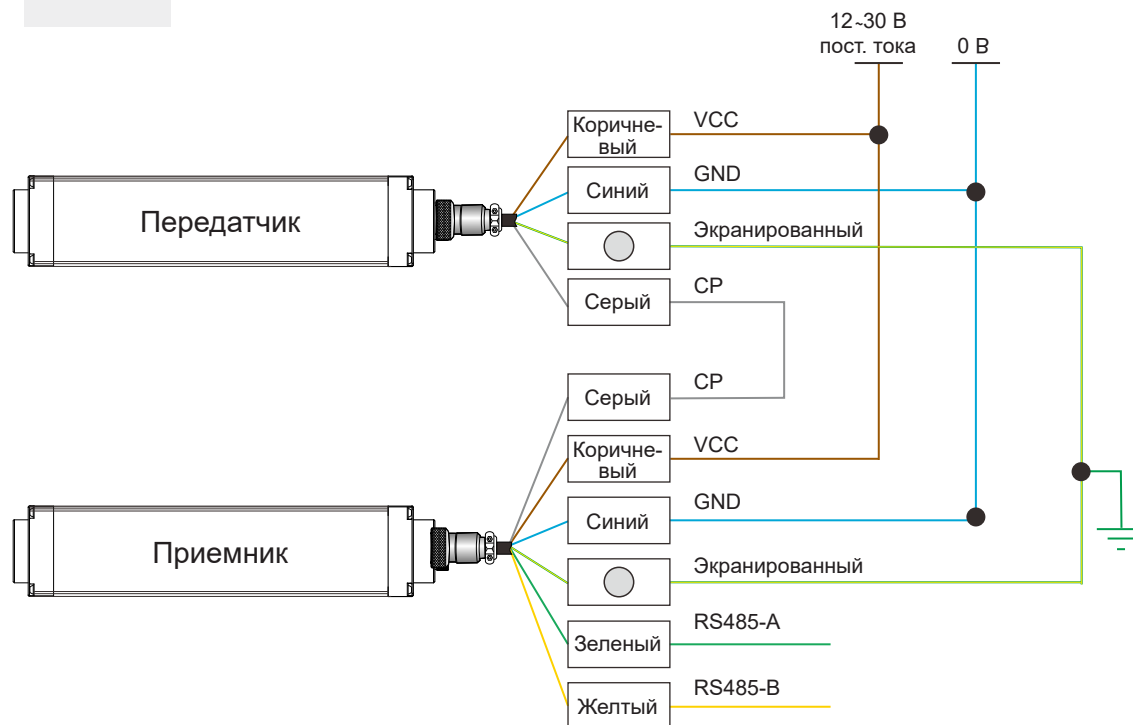 12~30 В
пост. тока
0 В
Коричне-
вый
VCC
Синий
GND
Передатчик
Экранированный
Серый
CP
Серый
CP
Коричне-
вый
VCC
Синий
GND
Приемник
Экранированный
Зеленый
RS485-A
Желтый
RS485-B